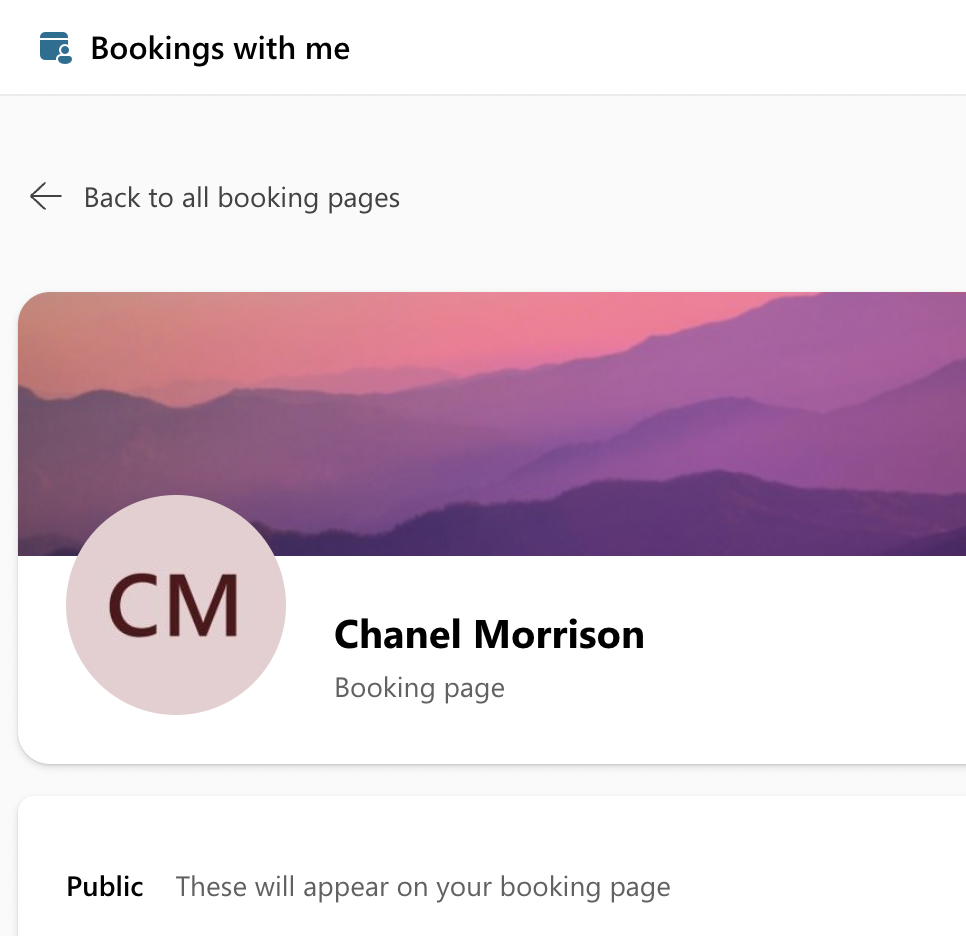 Bookings with me
Back to all booking pages
CM
Chanel Morrison
Booking page
Public These will appear on your booking page